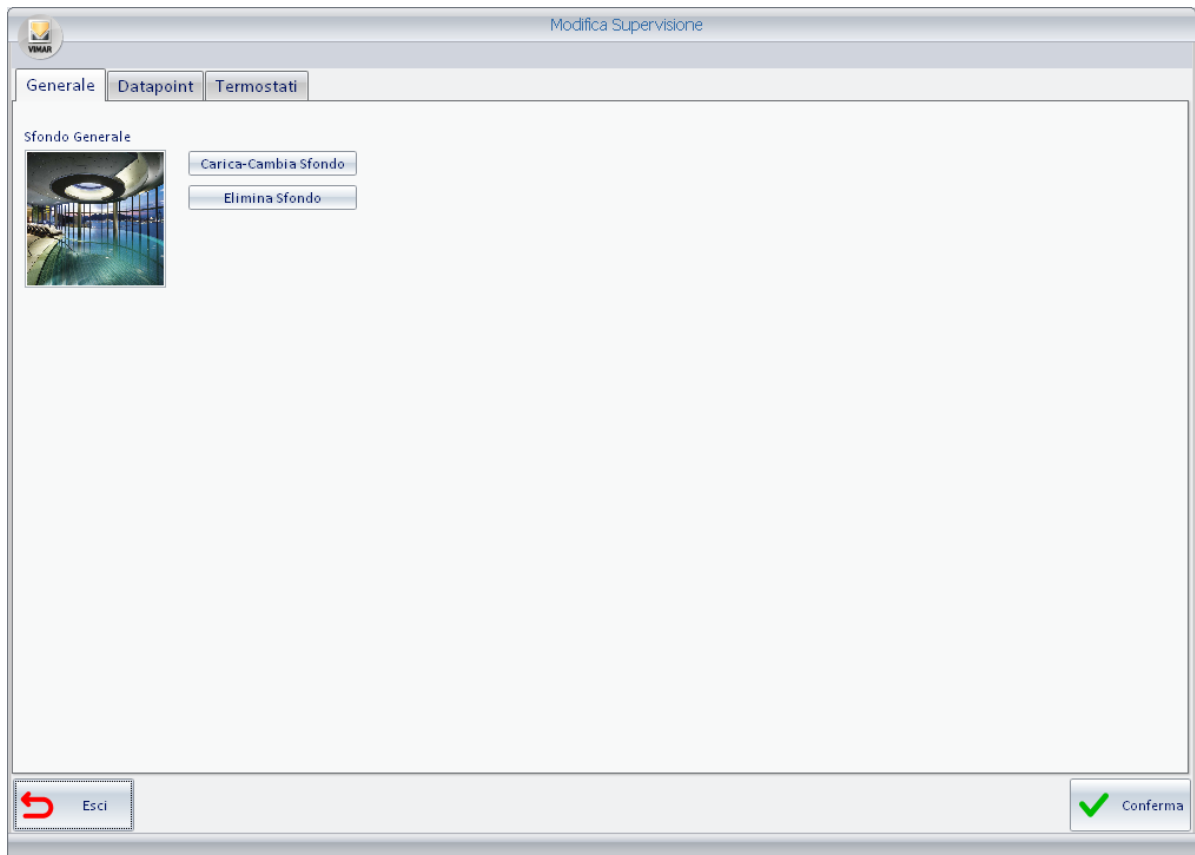 Modifica Supervisione
VIMAR
Generale Datapoint Termostati
Sfondo Generale
Carica-Cambia Sfondo
Elimina Sfondo
Esci Conferma